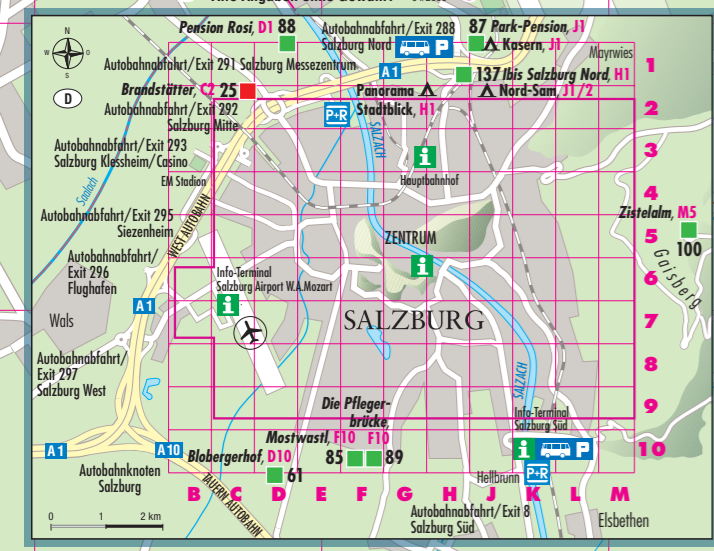 Pension Rosi, D1 88
Autobahnabfahrt/Exit 288
Salzburg Nord
P
87 Park-Pension, J1
Kasern, J1
Mayrwies
N
W
O
S
D
Autobahnabfahrt/Exit 291 Salzburg Messezentrum
A1
137 Ibis Salzburg Nord, H1
1
Brandstätter, C2 25
Panorama
Stadtblick, H1
Nord-Sam, J1/2
Autobahnabfahrt/Exit 292
Salzburg Mitte
P+R
SALZACH
2
Autobahnabfahrt/Exit 293
Salzburg Klessheim/Casino
i
Hauptbahnhof
3
EM Stadion
Saalach
4
Autobahnabfahrt/Exit 295
Siezenheim
WEST AUTOBAHN
ZENTRUM
Zistelalm, M5
100
5
Gaisberg
Autobahnabfahrt/
Exit 296
Flughafen
i
6
Info-Terminal
Salzburg Airport W.A.Mozart
i
A1
Wals
SALZBURG
7
Autobahnabfahrt/
Exit 297
Salzburg West
8
SALZACH
Die Pfleger-
brücke,
F10
9
Info-Terminal
Salzburg Süd
Mostwastl, F10
85
89
i
P
10
A1
A10
Blobergerhof, D10
61
Autobahnknoten
Salzburg
TAUERN AUTOBAHN
Hellbrunn
P+R
B C D E F G H J K L M
0 1 2 km
Autobahnabfahrt/Exit 8
Salzburg Süd
Elsbethen